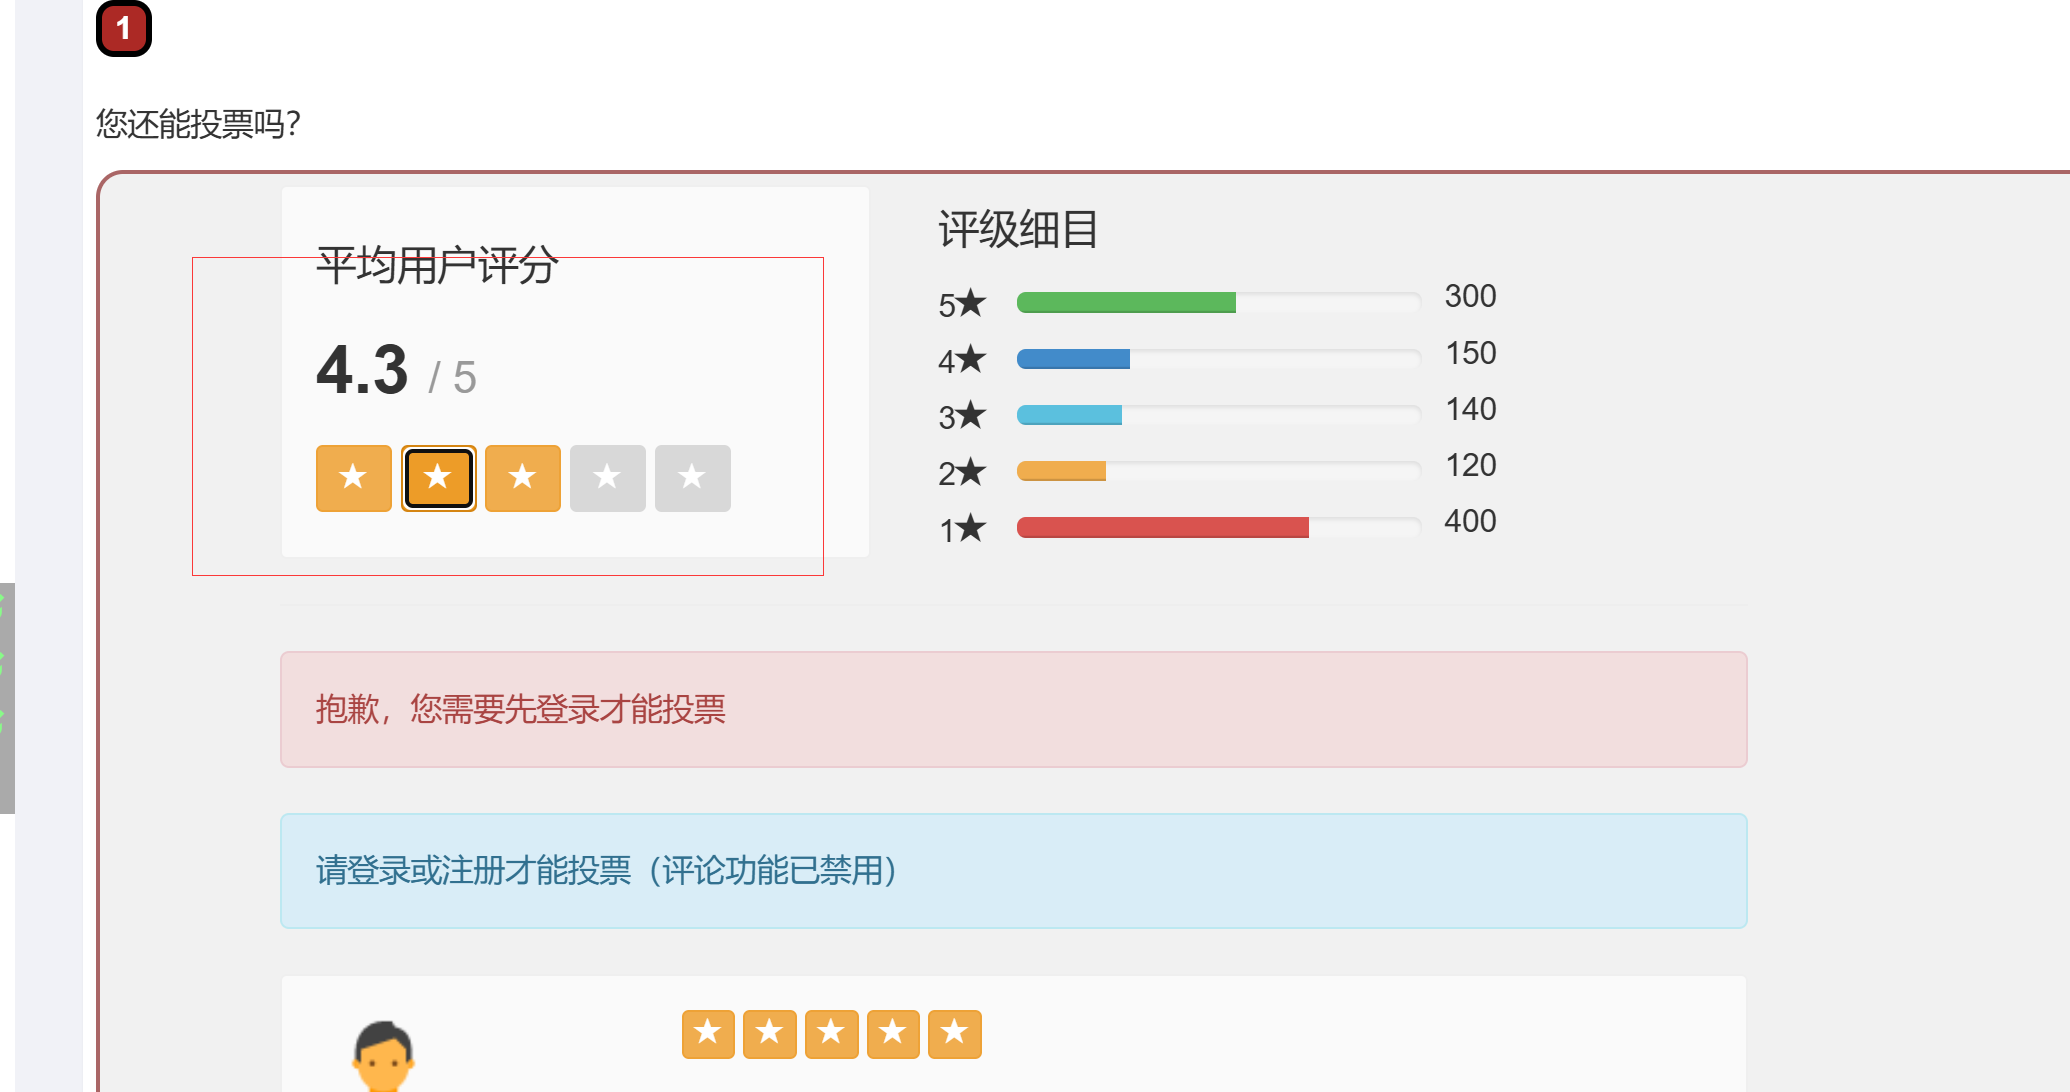 1
您还能投票吗？
平均用户评分
4.3 / 5
评级细目
5★ 300
4★ 150
3★ 140
2★ 120
1★ 400
抱歉，您需要先登录才能投票
请登录或注册才能投票（评论功能已禁用）